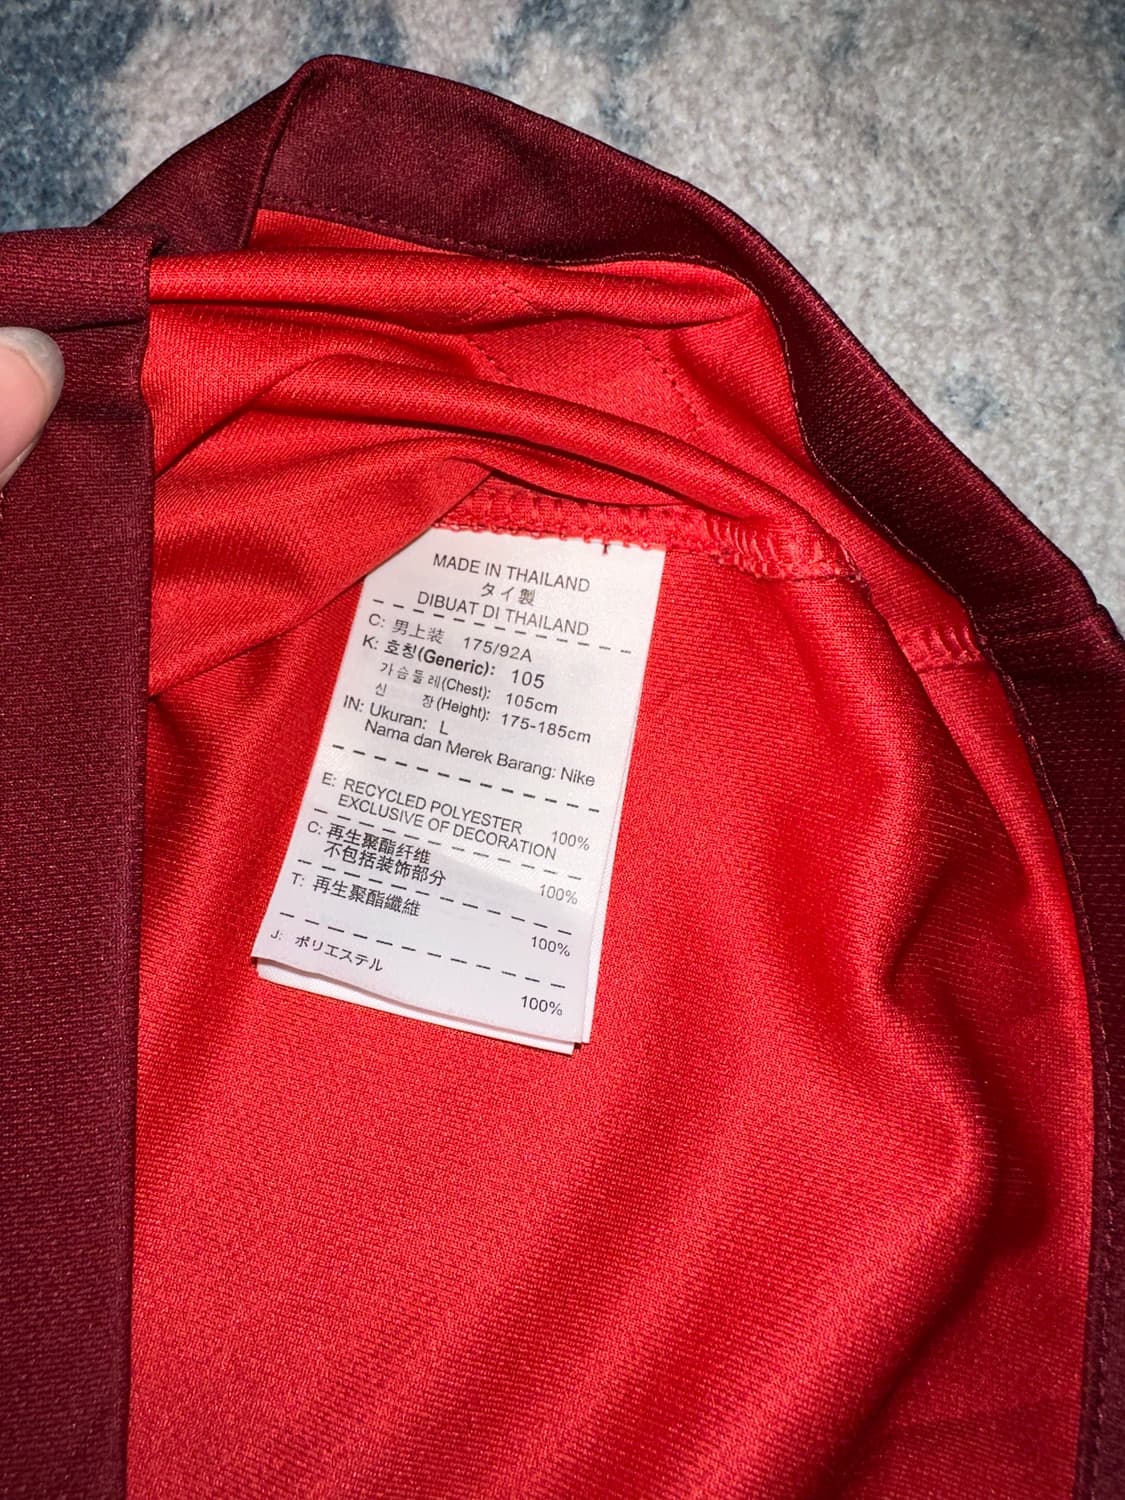 MADE IN THAILAND
タイ製
DIBUAT DI THAILAND
C: 男上装 175/92A
K: 호칭(Generic): 105
가슴둘레(Chest): 105cm
신 장(Height): 175-185cm
IN: Ukuran: L
Nama dan Merek Barang: Nike
E: RECYCLED POLYESTER 100%
EXCLUSIVE OF DECORATION
C: 再生聚酯纤维 100%
不包括装饰部分
T: 再生聚酯纖維 100%
J: ポリエステル 100%